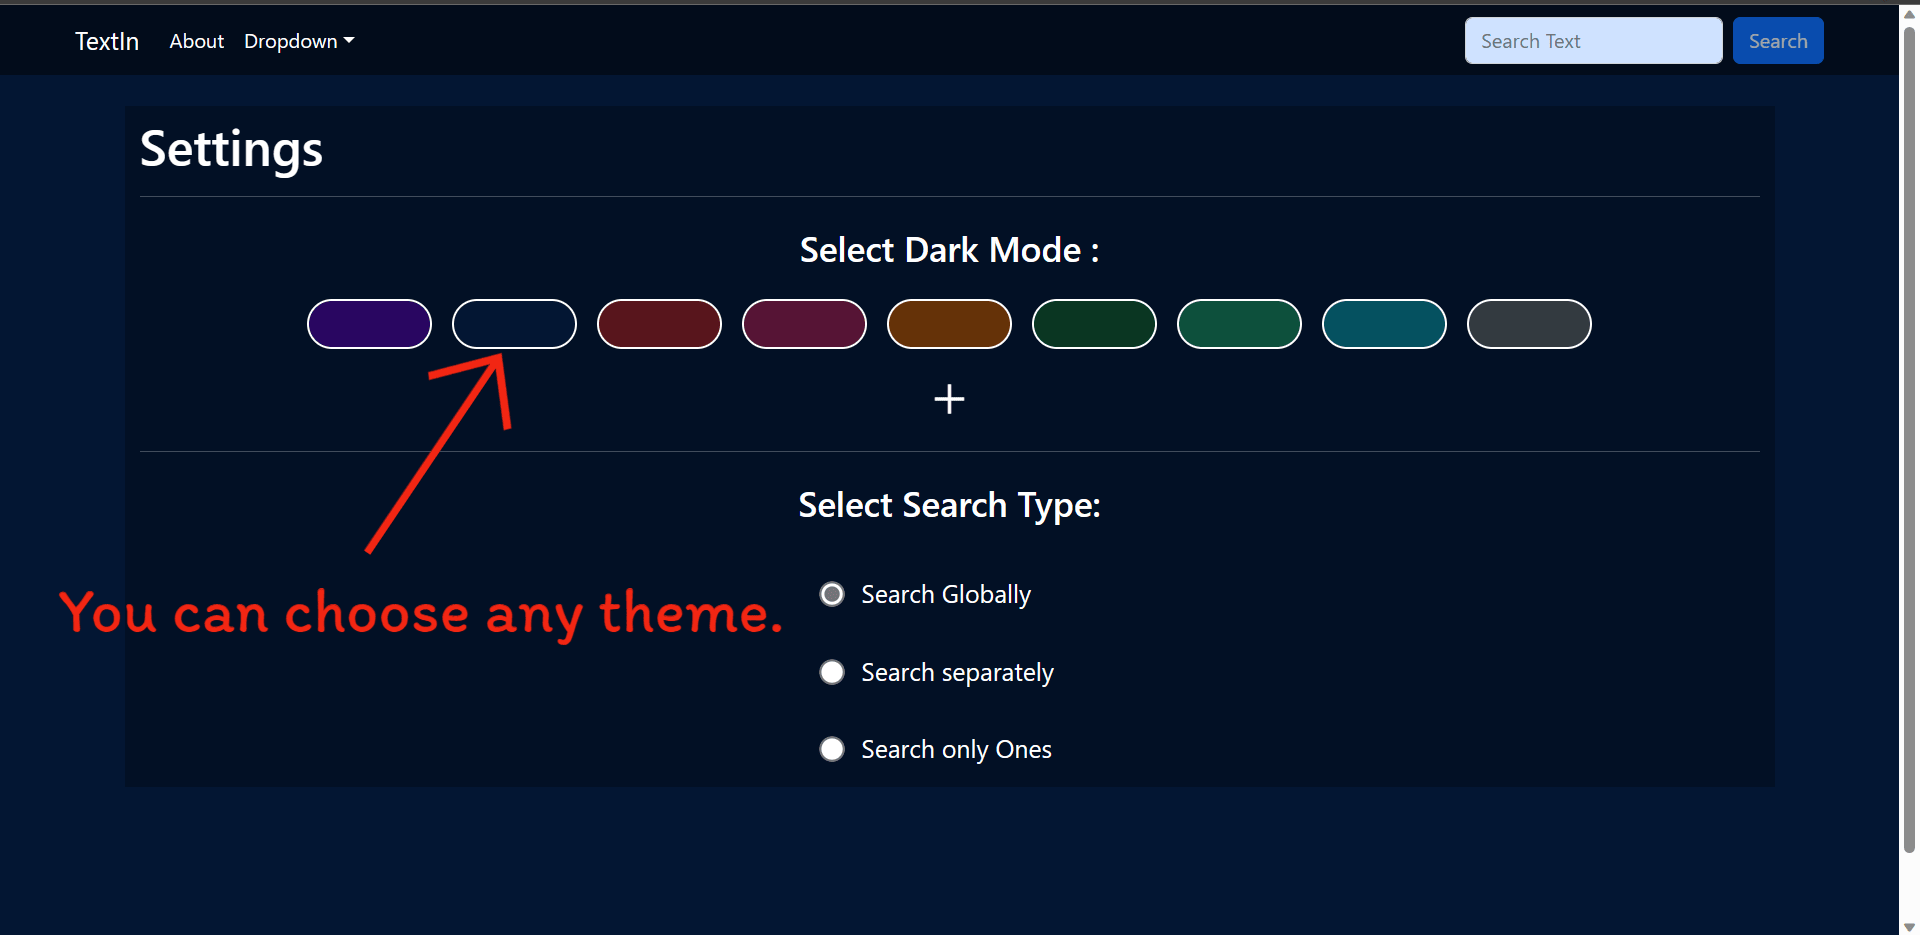 TextIn About Dropdown Search Text Search
Settings
Select Dark Mode :
Select Search Type:
Search Globally
You can choose any theme.
Search separately
Search only Ones